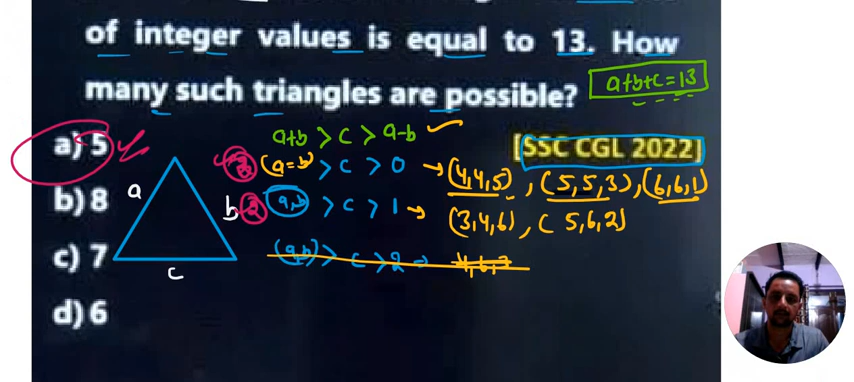 of integer values is equal to 13. How
many such triangles are possible?
a+b+c=13
a+b > c > a-b
a) 5
[SSC CGL 2022]
3 (a=b) > c > 0 → (4,4,5), (5,5,3), (6,6,1)
a
b) 8
b
2 (a,b) > c > 1 → (3,4,6), ( 5,6,2)
c) 7
(a,b) > c > 2 →
c
d) 6